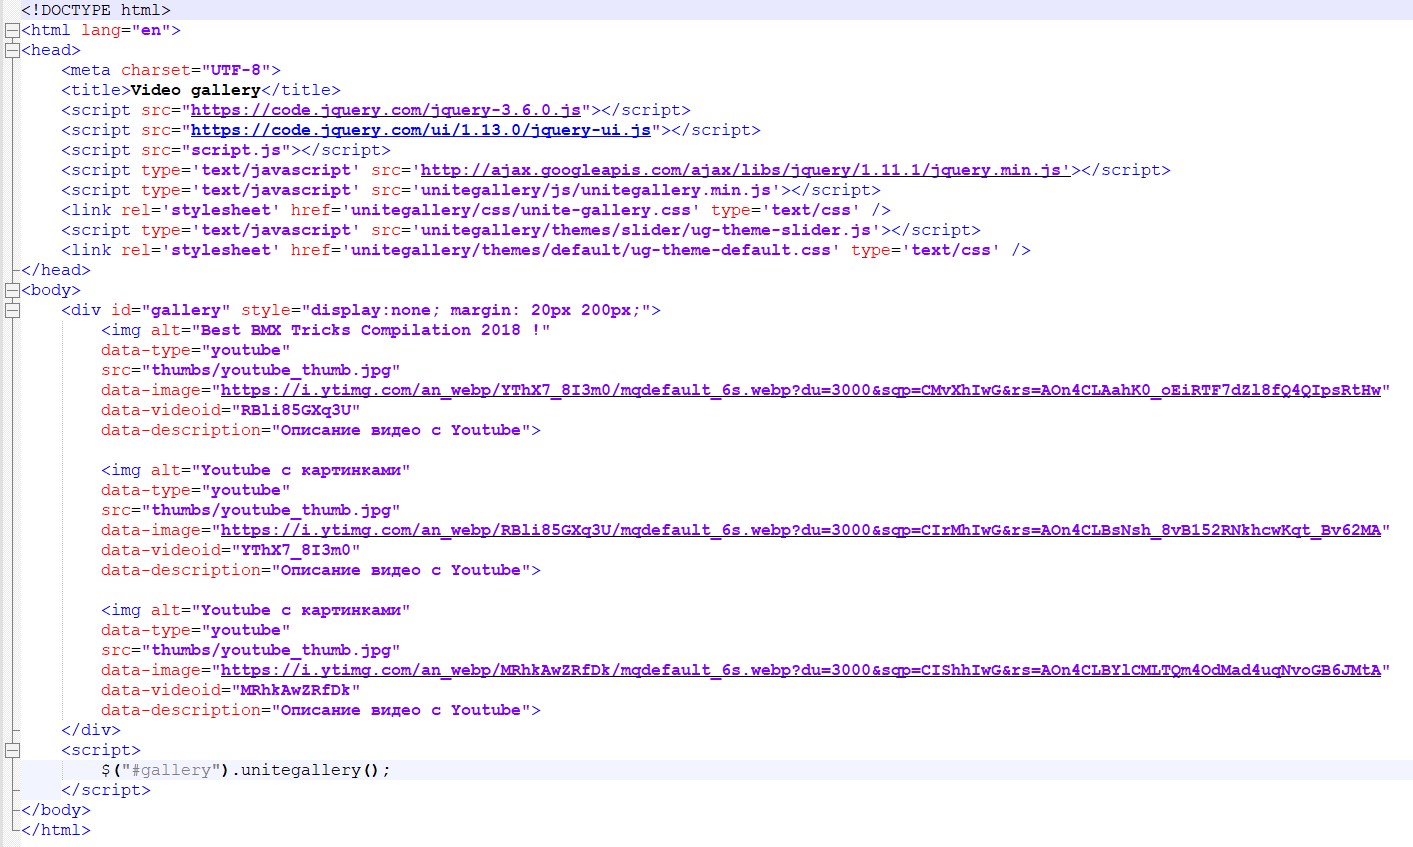 <!DOCTYPE html>
<html lang="en">
<head>
<meta charset="UTF-8">
<title>Video gallery</title>
<script src="https://code.jquery.com/jquery-3.6.0.js"></script>
<script src="https://code.jquery.com/ui/1.13.0/jquery-ui.js"></script>
<script src="script.js"></script>
<script type='text/javascript' src='http://ajax.googleapis.com/ajax/libs/jquery/1.11.1/jquery.min.js'></script>
<script type='text/javascript' src='unitegallery/js/unitegallery.min.js'></script>
<link rel='stylesheet' href='unitegallery/css/unite-gallery.css' type='text/css' />
<script type='text/javascript' src='unitegallery/themes/slider/ug-theme-slider.js'></script>
<link rel='stylesheet' href='unitegallery/themes/default/ug-theme-default.css' type='text/css' />
</head>
<body>
<div id="gallery" style="display:none; margin: 20px 200px;">
<img alt="Best BMX Tricks Compilation 2018 !"
data-type="youtube"
src="thumbs/youtube_thumb.jpg"
data-image="https://i.ytimg.com/an_webp/YThX7_8I3m0/mqdefault_6s.webp?du=3000&sqp=CMvXhIwG&rs=AOn4CLAahK0_oEiRTF7dZl8fQ4QIpsRtHw"
data-videoid="RBli85GXq3U"
data-description="Описание видео с Youtube">
<img alt="Youtube с картинками"
data-type="youtube"
src="thumbs/youtube_thumb.jpg"
data-image="https://i.ytimg.com/an_webp/RBli85GXq3U/mqdefault_6s.webp?du=3000&sqp=CIrMhIwG&rs=AOn4CLBsNsh_8vB152RNkhcwKqt_Bv62MA"
data-videoid="YThX7_8I3m0"
data-description="Описание видео с Youtube">
<img alt="Youtube с картинками"
data-type="youtube"
src="thumbs/youtube_thumb.jpg"
data-image="https://i.ytimg.com/an_webp/MRhkAwZRfDk/mqdefault_6s.webp?du=3000&sqp=CIShhIwG&rs=AOn4CLBYlCMLTQm4OdMad4uqNvoGB6JMtA"
data-videoid="MRhkAwZRfDk"
data-description="Описание видео с Youtube">
</div>
<script>
$("#gallery").unitegallery();
</script>
</body>
</html>